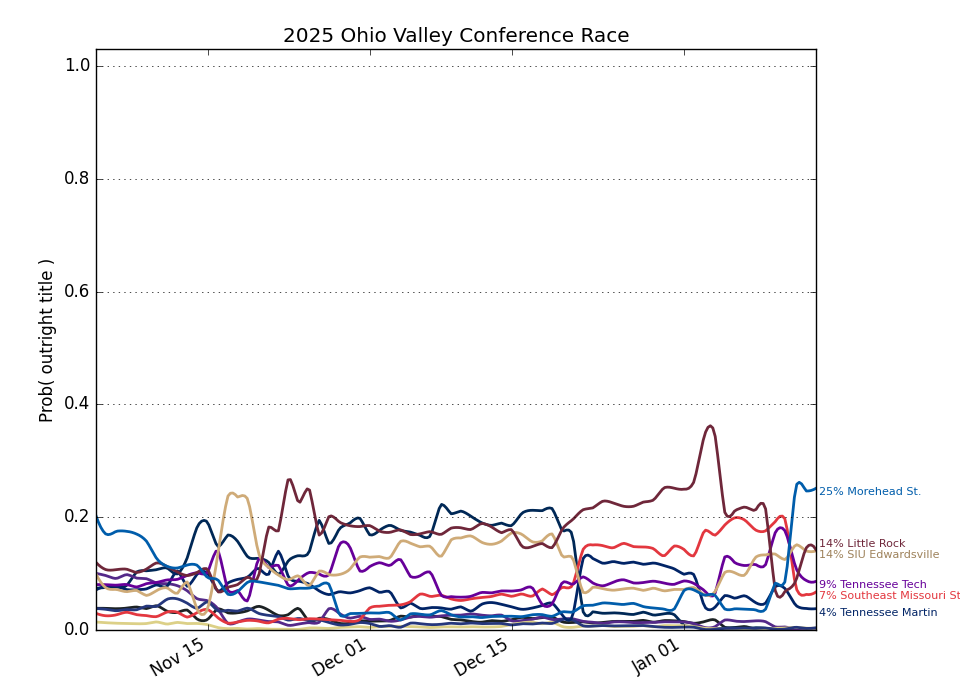 2025 Ohio Valley Conference Race
Prob( outright title )
1.0
0.8
0.6
0.4
0.2
0.0
Nov 15
Dec 01
Dec 15
Jan 01
25% Morehead St.
14% Little Rock
14% SIU Edwardsville
9% Tennessee Tech
7% Southeast Missouri St
4% Tennessee Martin